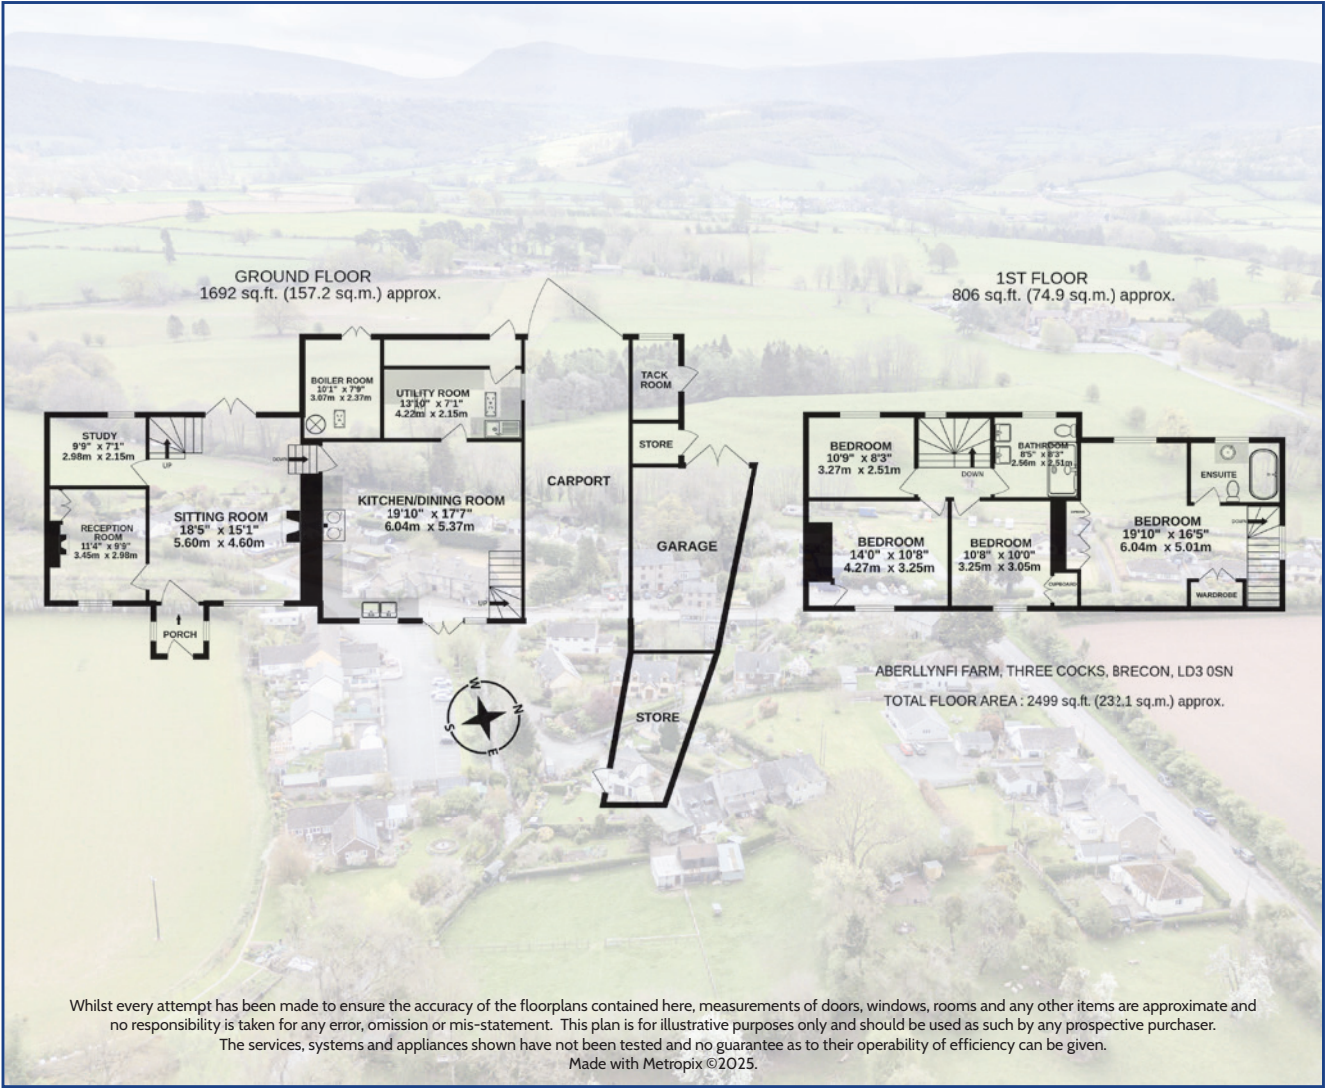 GROUND FLOOR
1692 sq.ft. (157.2 sq.m.) approx.
1ST FLOOR
806 sq.ft. (74.9 sq.m.) approx.
BOILER ROOM
10'1" x 7'9"
3.07m x 2.37m
UTILITY ROOM
13'10" x 7'1"
4.22m x 2.15m
TACK
ROOM
STORE
STUDY
9'9" x 7'1"
2.98m x 2.15m
UP
DOWN
CARPORT
KITCHEN/DINING ROOM
19'10" x 17'7"
6.04m x 5.37m
SITTING ROOM
18'5" x 15'1"
5.60m x 4.60m
RECEPTION
ROOM
11'4" x 9'9"
3.45m x 2.98m
GARAGE
UP
PORCH
STORE
BEDROOM
10'9" x 8'3"
3.27m x 2.51m
DOWN
BATHROOM
8'5" x 8'3"
2.56m x 2.51m
ENSUITE
BEDROOM
14'0" x 10'8"
4.27m x 3.25m
BEDROOM
10'8" x 10'0"
3.25m x 3.05m
CUPBOARD
BEDROOM
19'10" x 16'5"
6.04m x 5.01m
DOWN
WARDROBE
W
N
S
E
ABERLLYNFI FARM, THREE COCKS, BRECON, LD3 0SN
TOTAL FLOOR AREA : 2499 sq.ft. (232.1 sq.m.) approx.
Whilst every attempt has been made to ensure the accuracy of the floorplans contained here, measurements of doors, windows, rooms and any other items are approximate and
no responsibility is taken for any error, omission or mis-statement. This plan is for illustrative purposes only and should be used as such by any prospective purchaser.
The services, systems and appliances shown have not been tested and no guarantee as to their operability of efficiency can be given.
Made with Metropix ©2025.